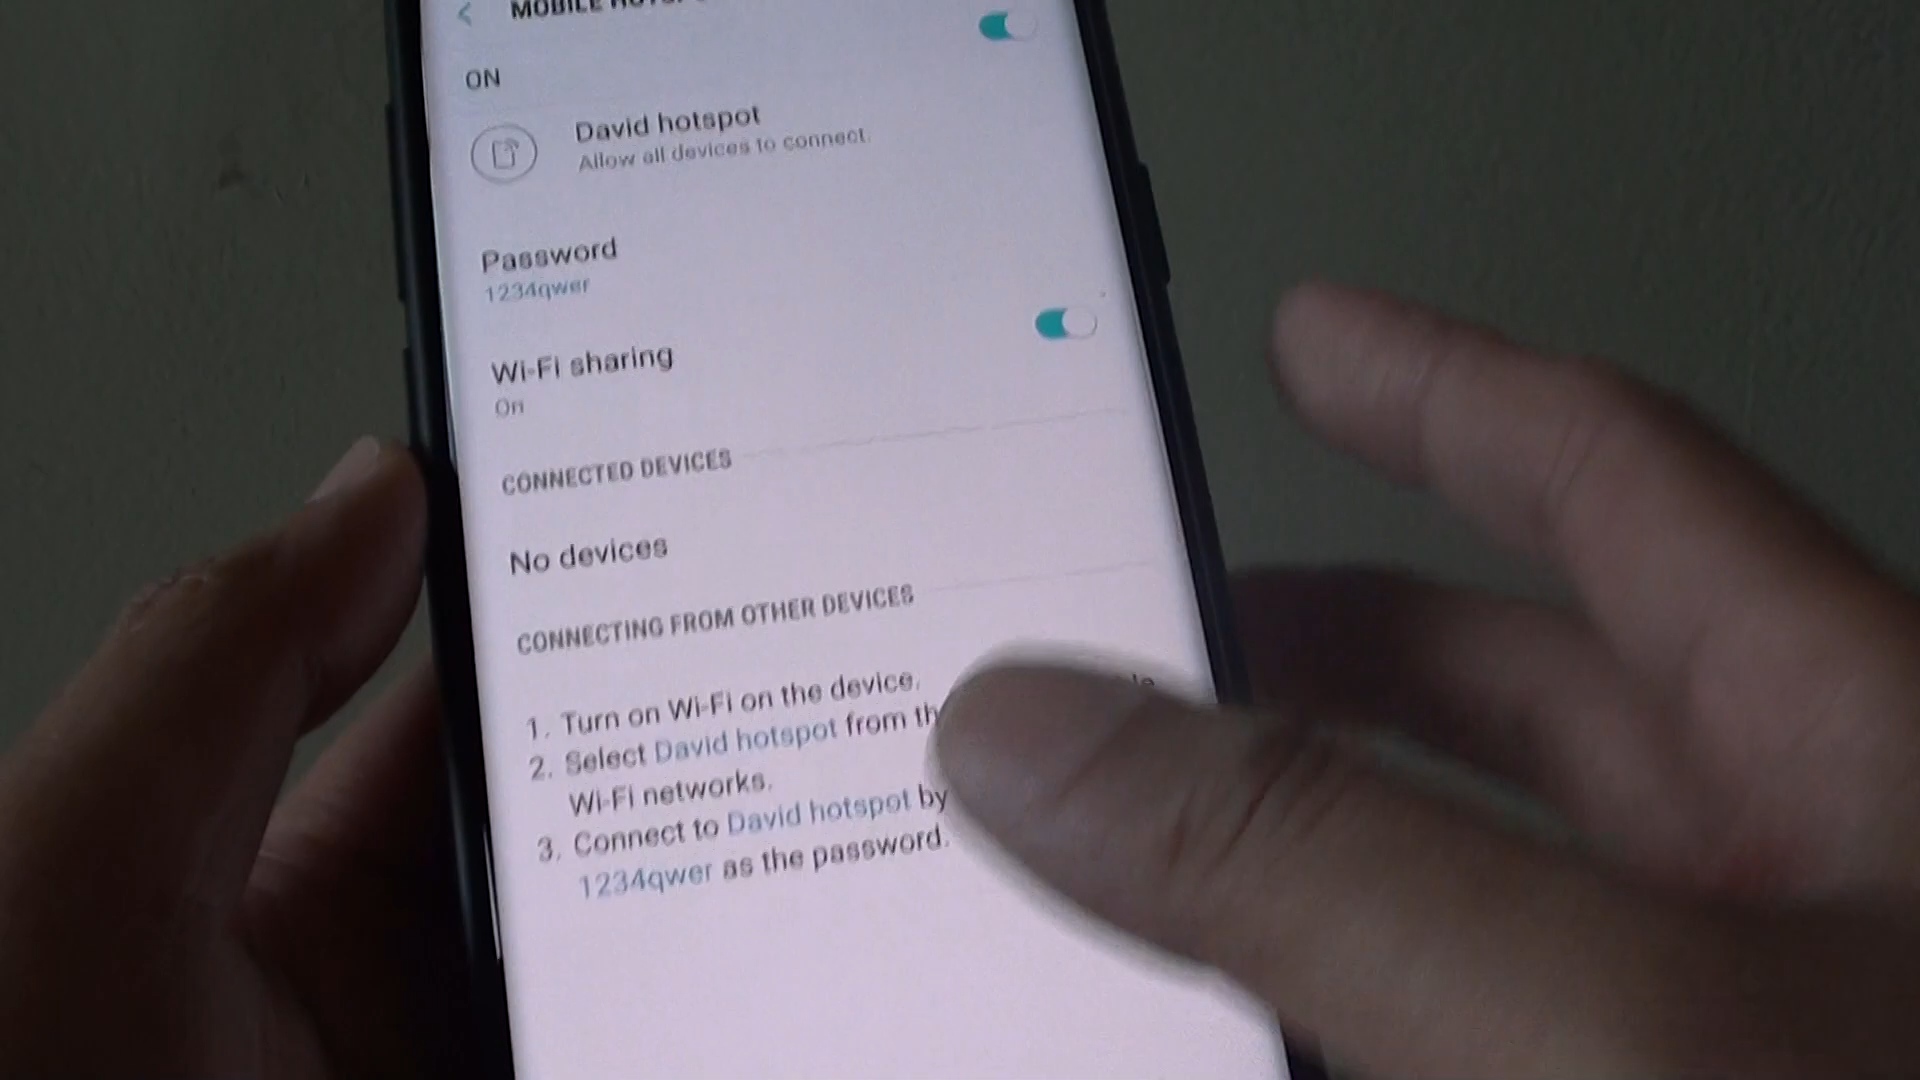 MOBILE
ON
David hotspot
Allow all devices to connect.
Password
1234qwer
Wi-Fi sharing
On
CONNECTED DEVICES
No devices
CONNECTING FROM OTHER DEVICES
1. Turn on Wi-Fi on the device.
2. Select David hotspot from
Wi-Fi networks.
3. Connect to David hotspot by
1234qwer as the password.